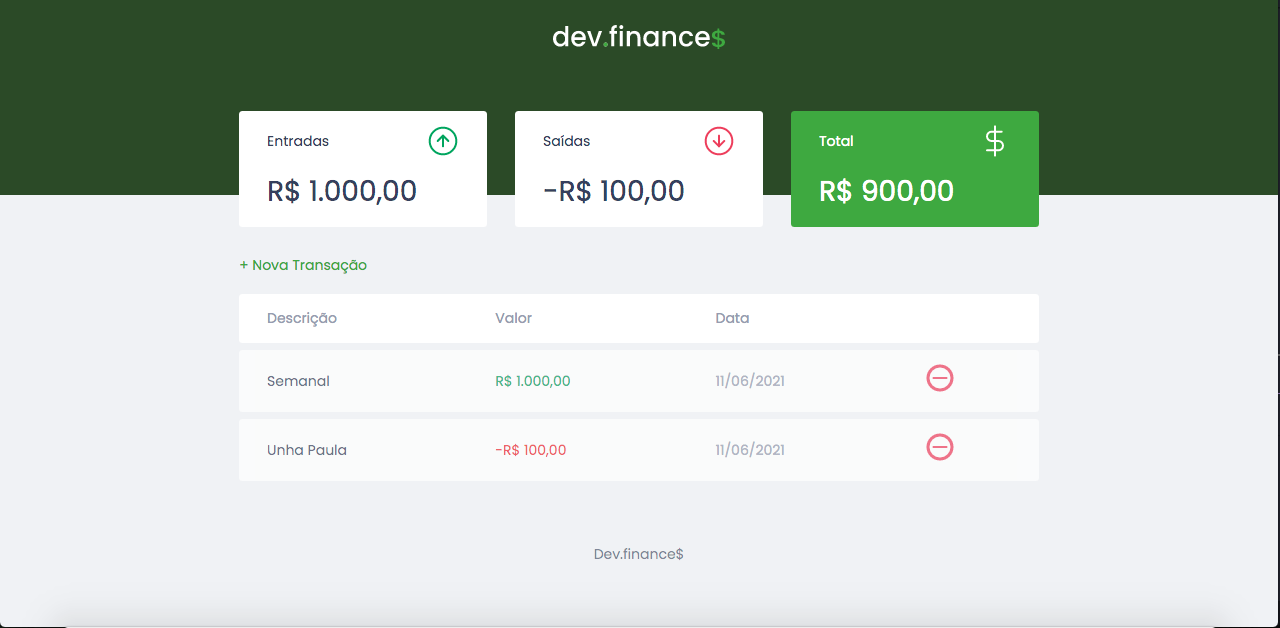 dev.finance$
Entradas
R$ 1.000,00
Saídas
-R$ 100,00
Total
R$ 900,00
+ Nova Transação
Descrição Valor Data
Semanal R$ 1.000,00 11/06/2021
Unha Paula -R$ 100,00 11/06/2021
Dev.finance$